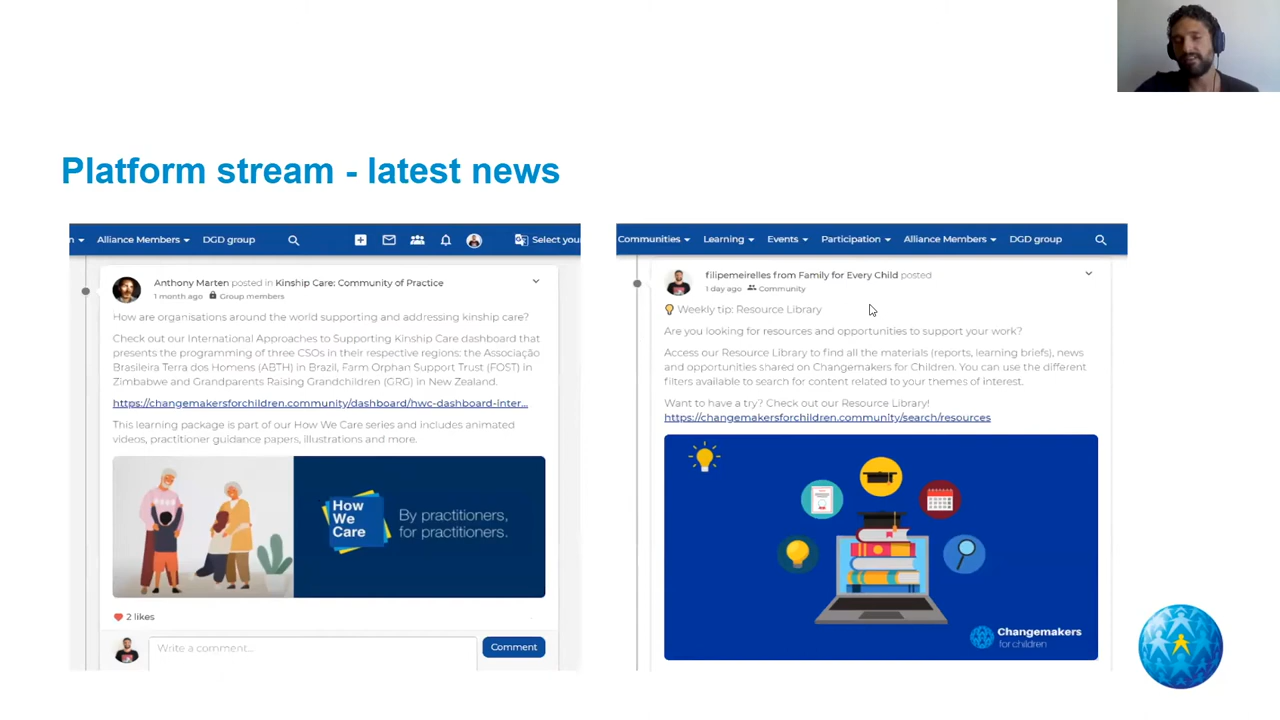 Platform stream - latest news
Alliance Members DGD group Select you
Anthony Marten posted in Kinship Care: Community of Practice
1 month ago Group members
How are organisations around the world supporting and addressing kinship care?
Check out our International Approaches to Supporting Kinship Care dashboard that
presents the programming of three CSOs in their respective regions: the Associação
Brasileira Terra dos Homens (ABTH) in Brazil, Farm Orphan Support Trust (FOST) in
Zimbabwe and Grandparents Raising Grandchildren (GRG) in New Zealand.
https://changemakersforchildren.community/dashboard/hwc-dashboard-inter...
This learning package is part of our How We Care series and includes animated
videos, practitioner guidance papers, illustrations and more.
How
We
Care
By practitioners,
for practitioners.
2 likes
Write a comment...
Comment
Communities Learning Events Participation Alliance Members DGD group
filipemeirelles from Family for Every Child posted
1 day ago Community
Weekly tip: Resource Library
Are you looking for resources and opportunities to support your work?
Access our Resource Library to find all the materials (reports, learning briefs), news
and opportunities shared on Changemakers for Children. You can use the different
filters available to search for content related to your themes of interest.
Want to have a try? Check out our Resource Library!
https://changemakersforchildren.community/search/resources
Changemakers
for children